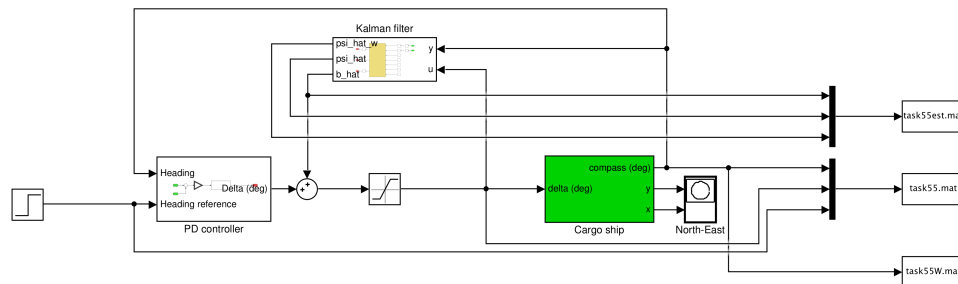 Kalman filter
psi_hat_w
psi_hat
b_hat
y
u
task55est.ma
Heading
Delta (deg)
Heading reference
PD controller
compass (deg)
delta (deg)
y
x
Cargo ship
North-East
task55.mat
task55W.ma